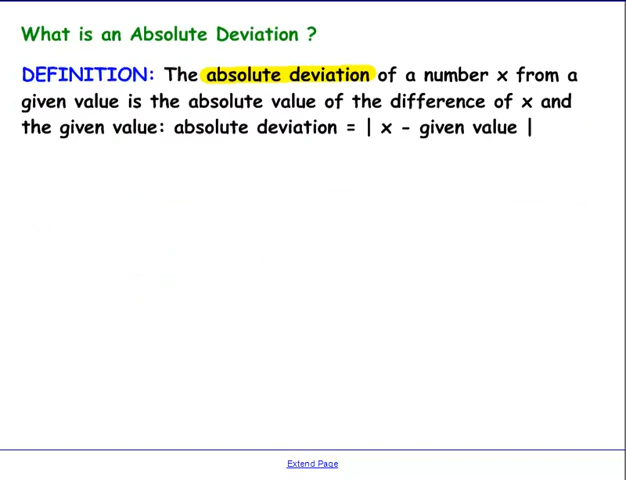 What is an Absolute Deviation ?
DEFINITION: The absolute deviation of a number x from a
given value is the absolute value of the difference of x and
the given value: absolute deviation = | x - given value |
Extend Page